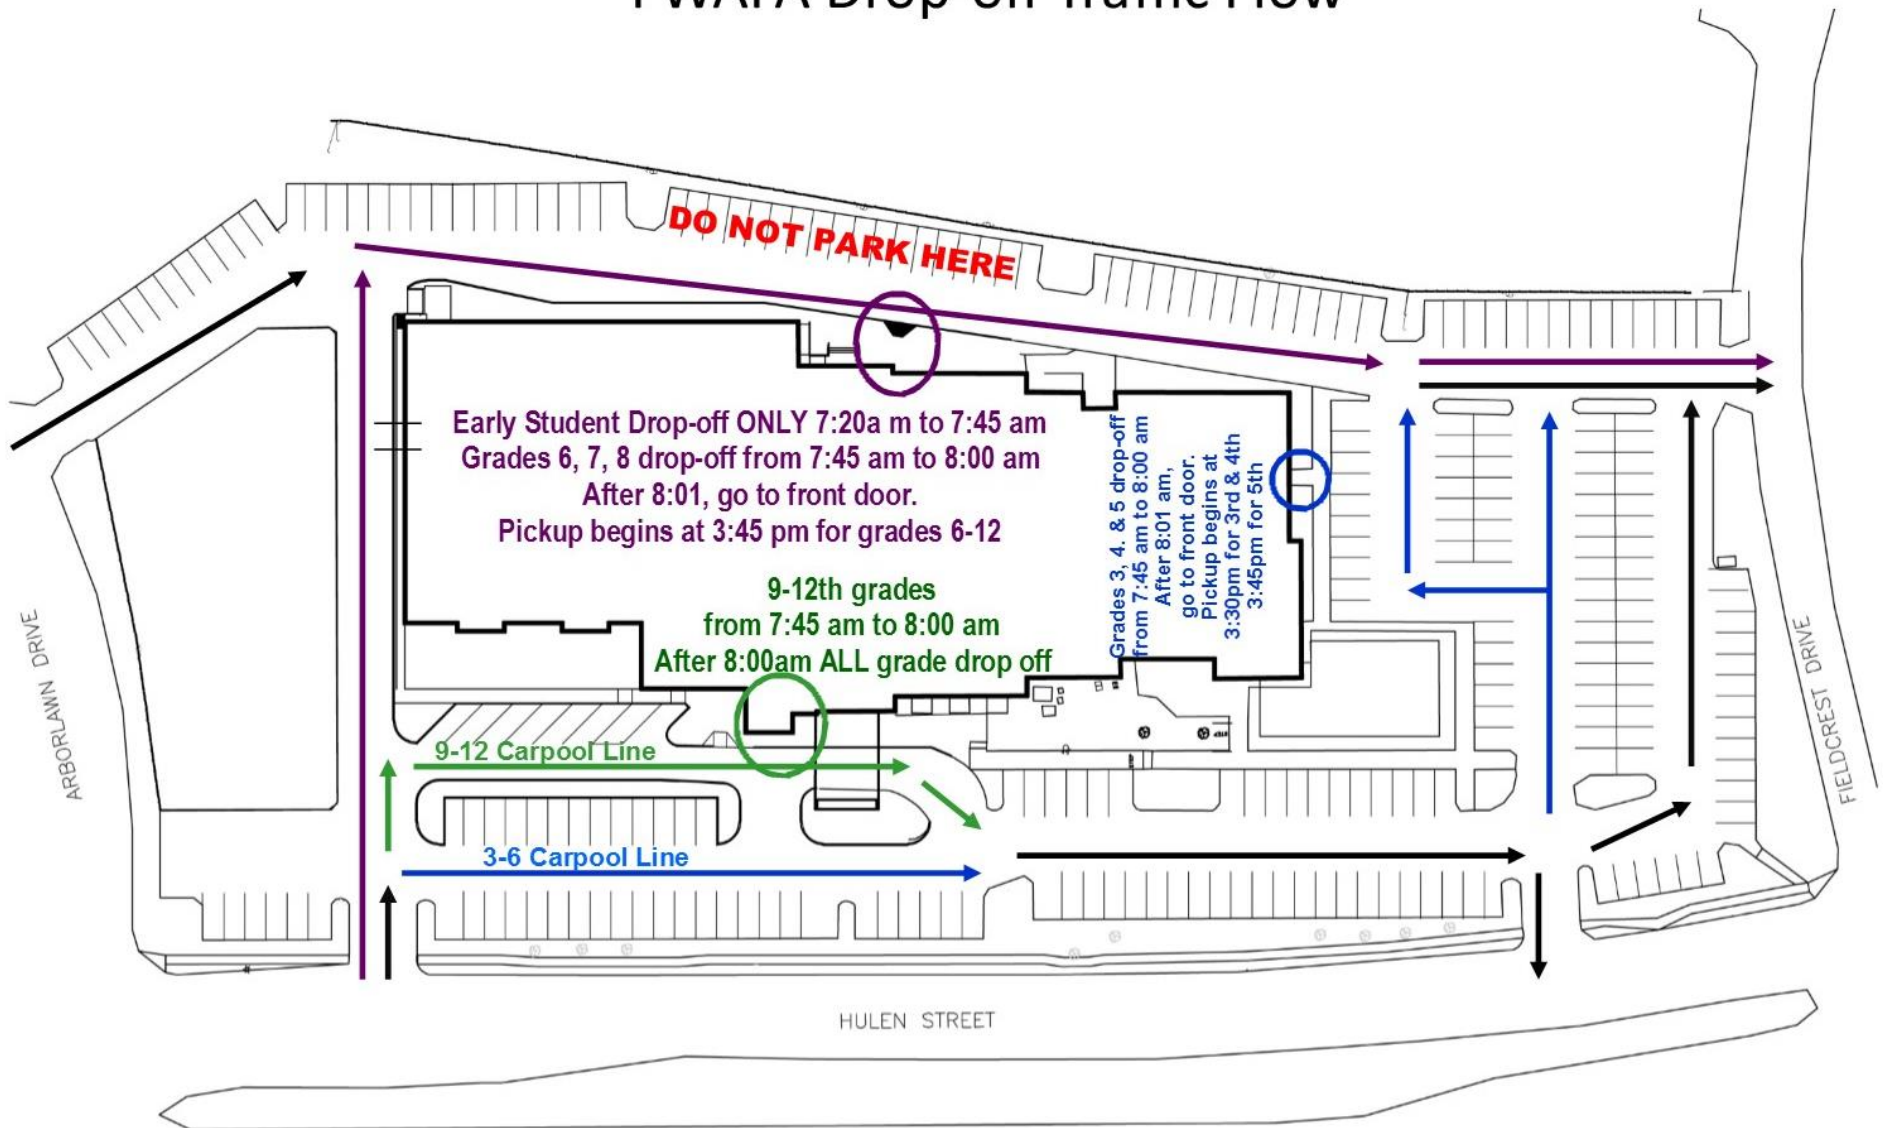 Drop-off Traffic Flow
DO NOT PARK HERE
Early Student Drop-off ONLY 7:20a m to 7:45 am
Grades 6, 7, 8 drop-off from 7:45 am to 8:00 am
After 8:01, go to front door.
Pickup begins at 3:45 pm for grades 6-12
Grades 3, 4. & 5 drop-off
from 7:45 am to 8:00 am
After 8:01 am,
go to front door.
Pickup begins at
3:30pm for 3rd & 4th
3:45pm for 5th
9-12th grades
from 7:45 am to 8:00 am
After 8:00am ALL grade drop off
9-12 Carpool Line
3-6 Carpool Line
ARBORLAWN DRIVE
FIELDCREST DRIVE
HULEN STREET